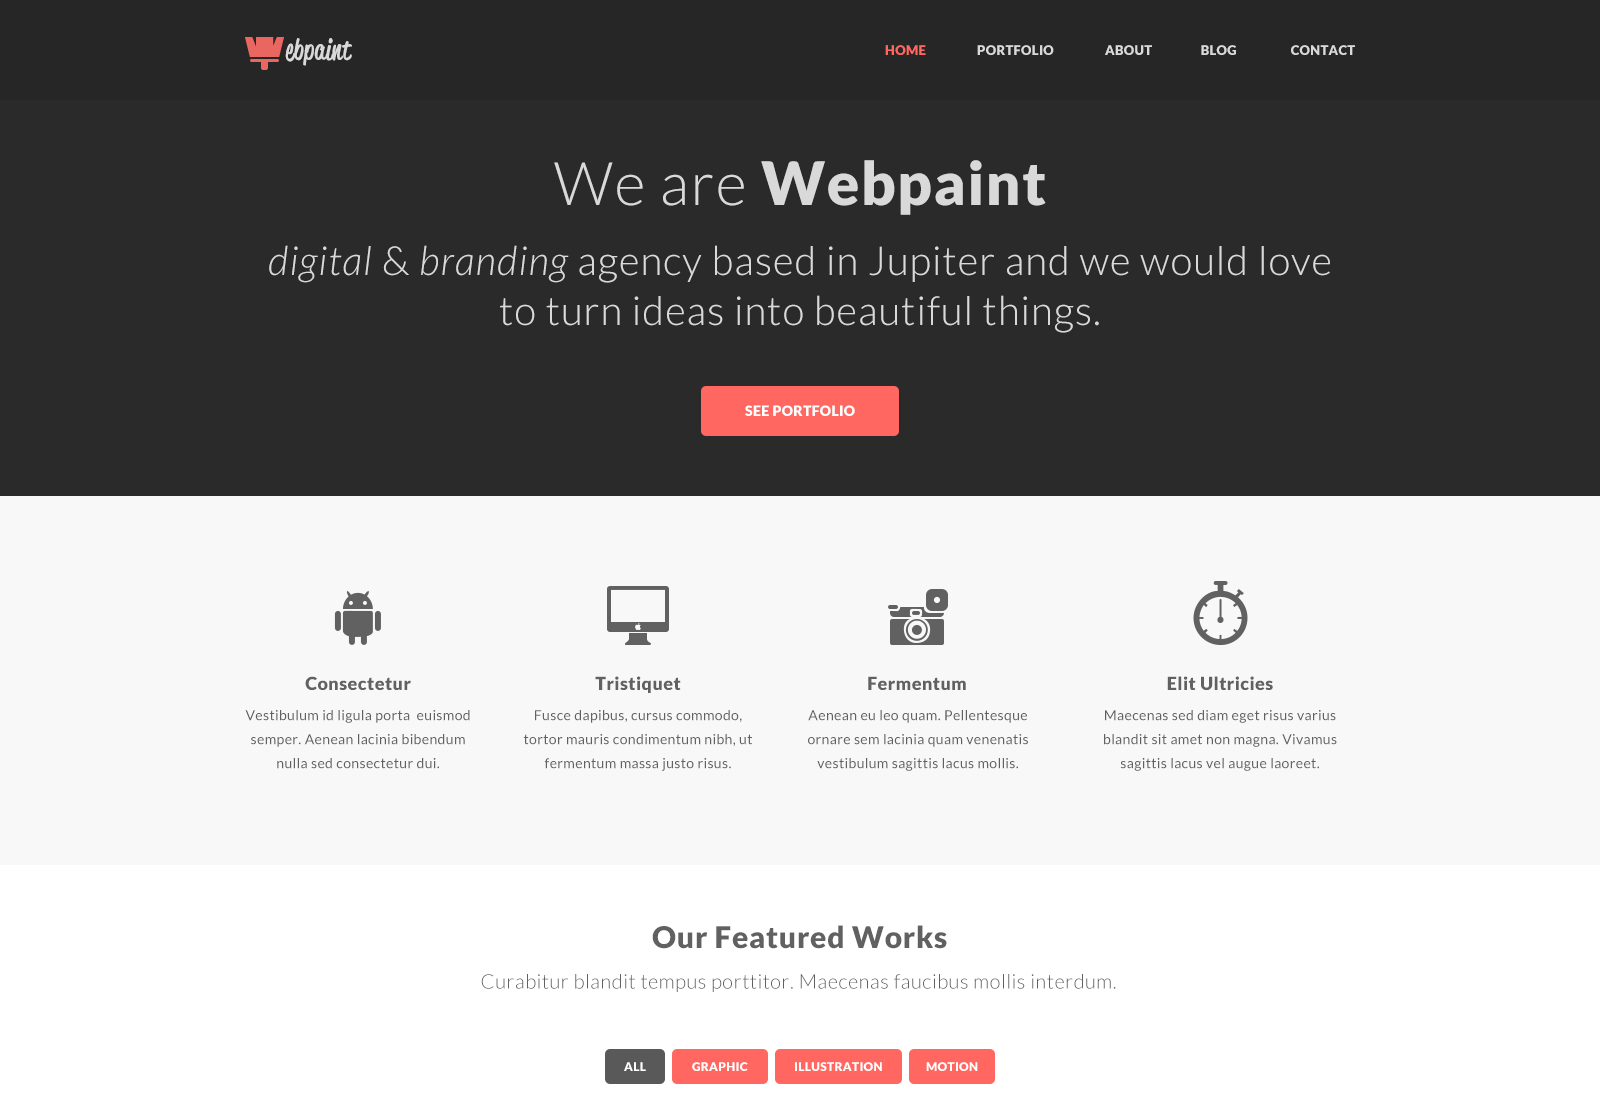 Webpaint
HOME PORTFOLIO ABOUT BLOG CONTACT
We are Webpaint
digital & branding agency based in Jupiter and we would love
to turn ideas into beautiful things.
SEE PORTFOLIO
Consectetur
Vestibulum id ligula porta euismod
semper. Aenean lacinia bibendum
nulla sed consectetur dui.
Tristiquet
Fusce dapibus, cursus commodo,
tortor mauris condimentum nibh, ut
fermentum massa justo risus.
Fermentum
Aenean eu leo quam. Pellentesque
ornare sem lacinia quam venenatis
vestibulum sagittis lacus mollis.
Elit Ultricies
Maecenas sed diam eget risus varius
blandit sit amet non magna. Vivamus
sagittis lacus vel augue laoreet.
Our Featured Works
Curabitur blandit tempus porttitor. Maecenas faucibus mollis interdum.
ALL GRAPHIC ILLUSTRATION MOTION